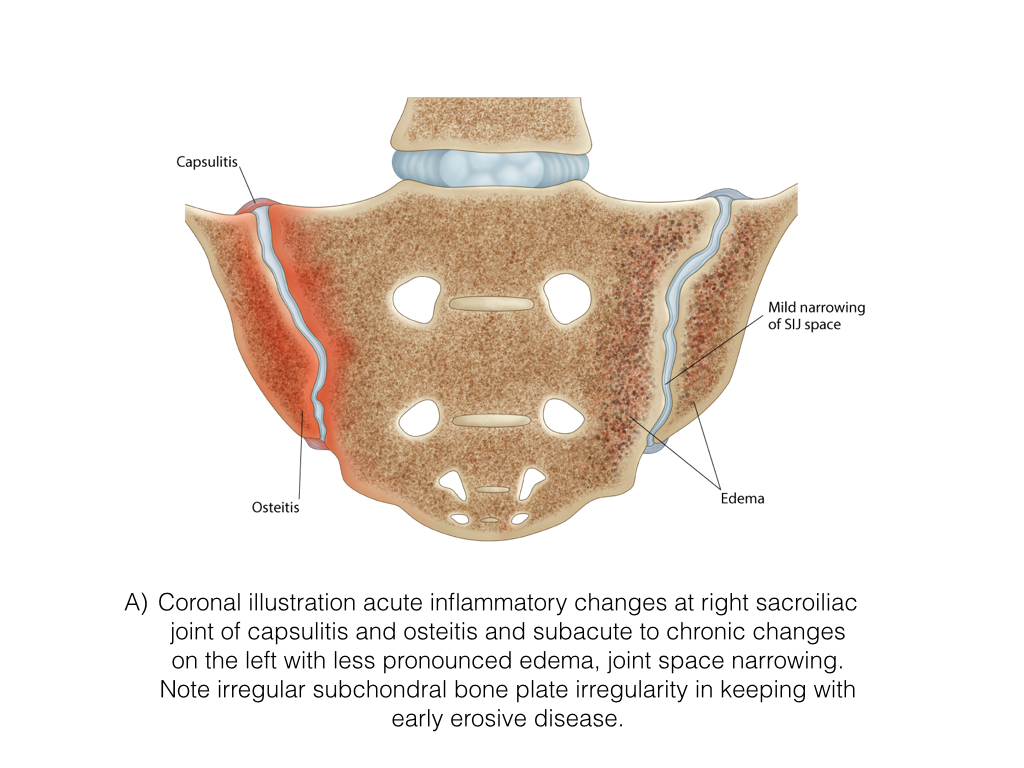 Capsulitis
Mild narrowing
of SIJ space
Edema
Osteitis
A) Coronal illustration acute inflammatory changes at right sacroiliac
joint of capsulitis and osteitis and subacute to chronic changes
on the left with less pronounced edema, joint space narrowing.
Note irregular subchondral bone plate irregularity in keeping with
early erosive disease.